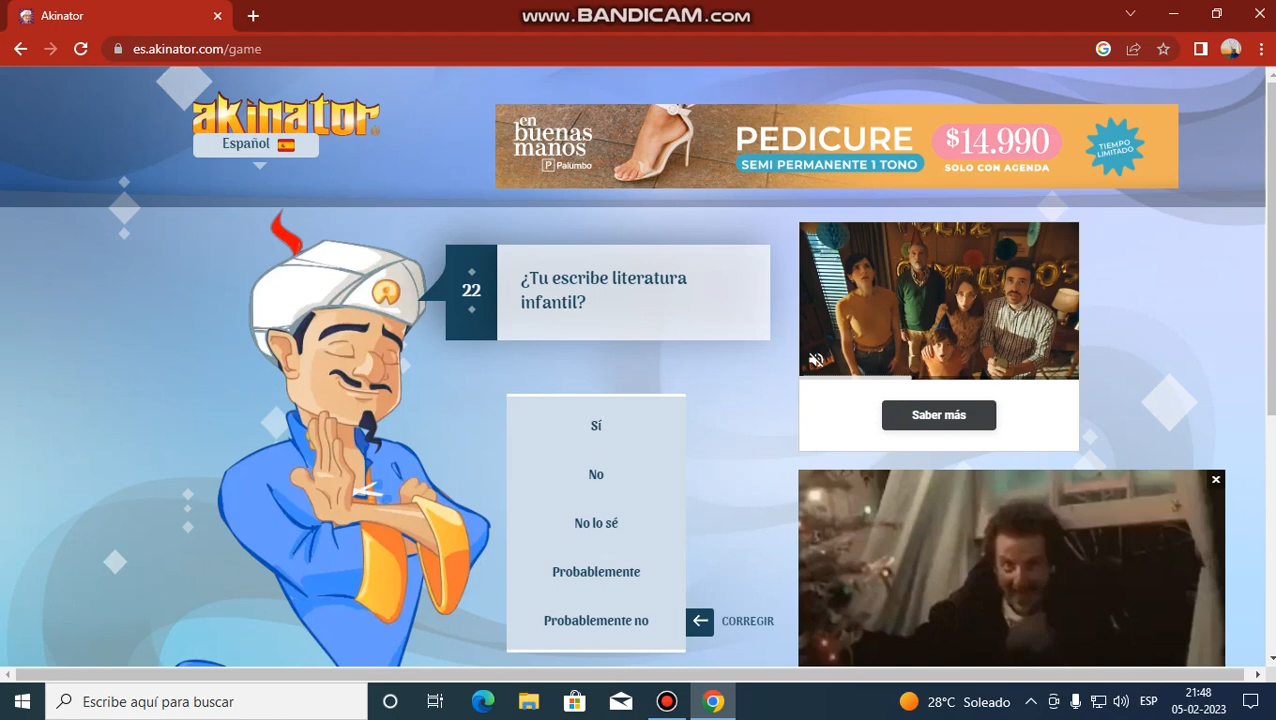 Akinator
www.BANDICAM.com
es.akinator.com/game
akinator
Español
en
buenas
manos
Palumbo
PEDICURE
SEMI PERMANENTE 1 TONO
$14.990
SOLO CON AGENDA
TIEMPO
LIMITADO
22
¿Tu escribe literatura
infantil?
Sí
No
No lo sé
Probablemente
Probablemente no
CORREGIR
Saber más
Escribe aquí para buscar
28°C Soleado
ESP
21:48
05-02-2023